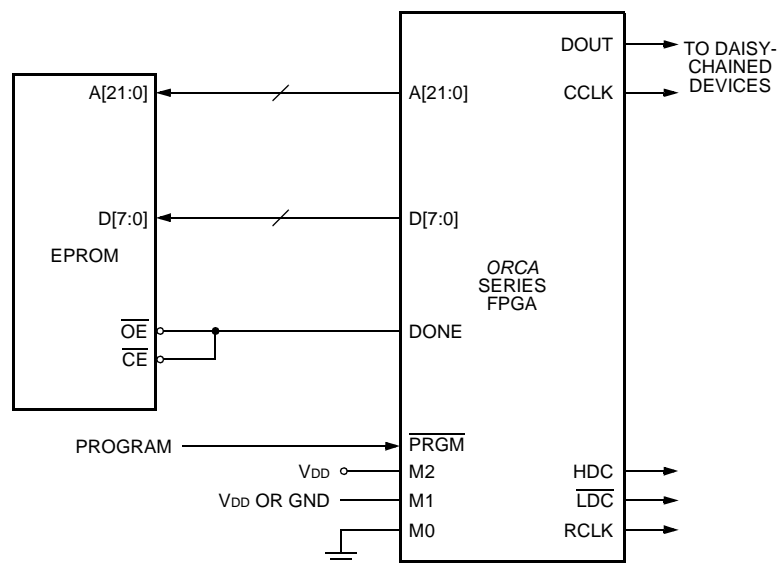 DOUT
TO DAISY-
CHAINED
DEVICES
A[21:0]
A[21:0]
CCLK
D[7:0]
D[7:0]
EPROM
ORCA
SERIES
FPGA
OE
DONE
CE
PROGRAM
PRGM
VDD
M2
HDC
VDD OR GND
M1
LDC
M0
RCLK